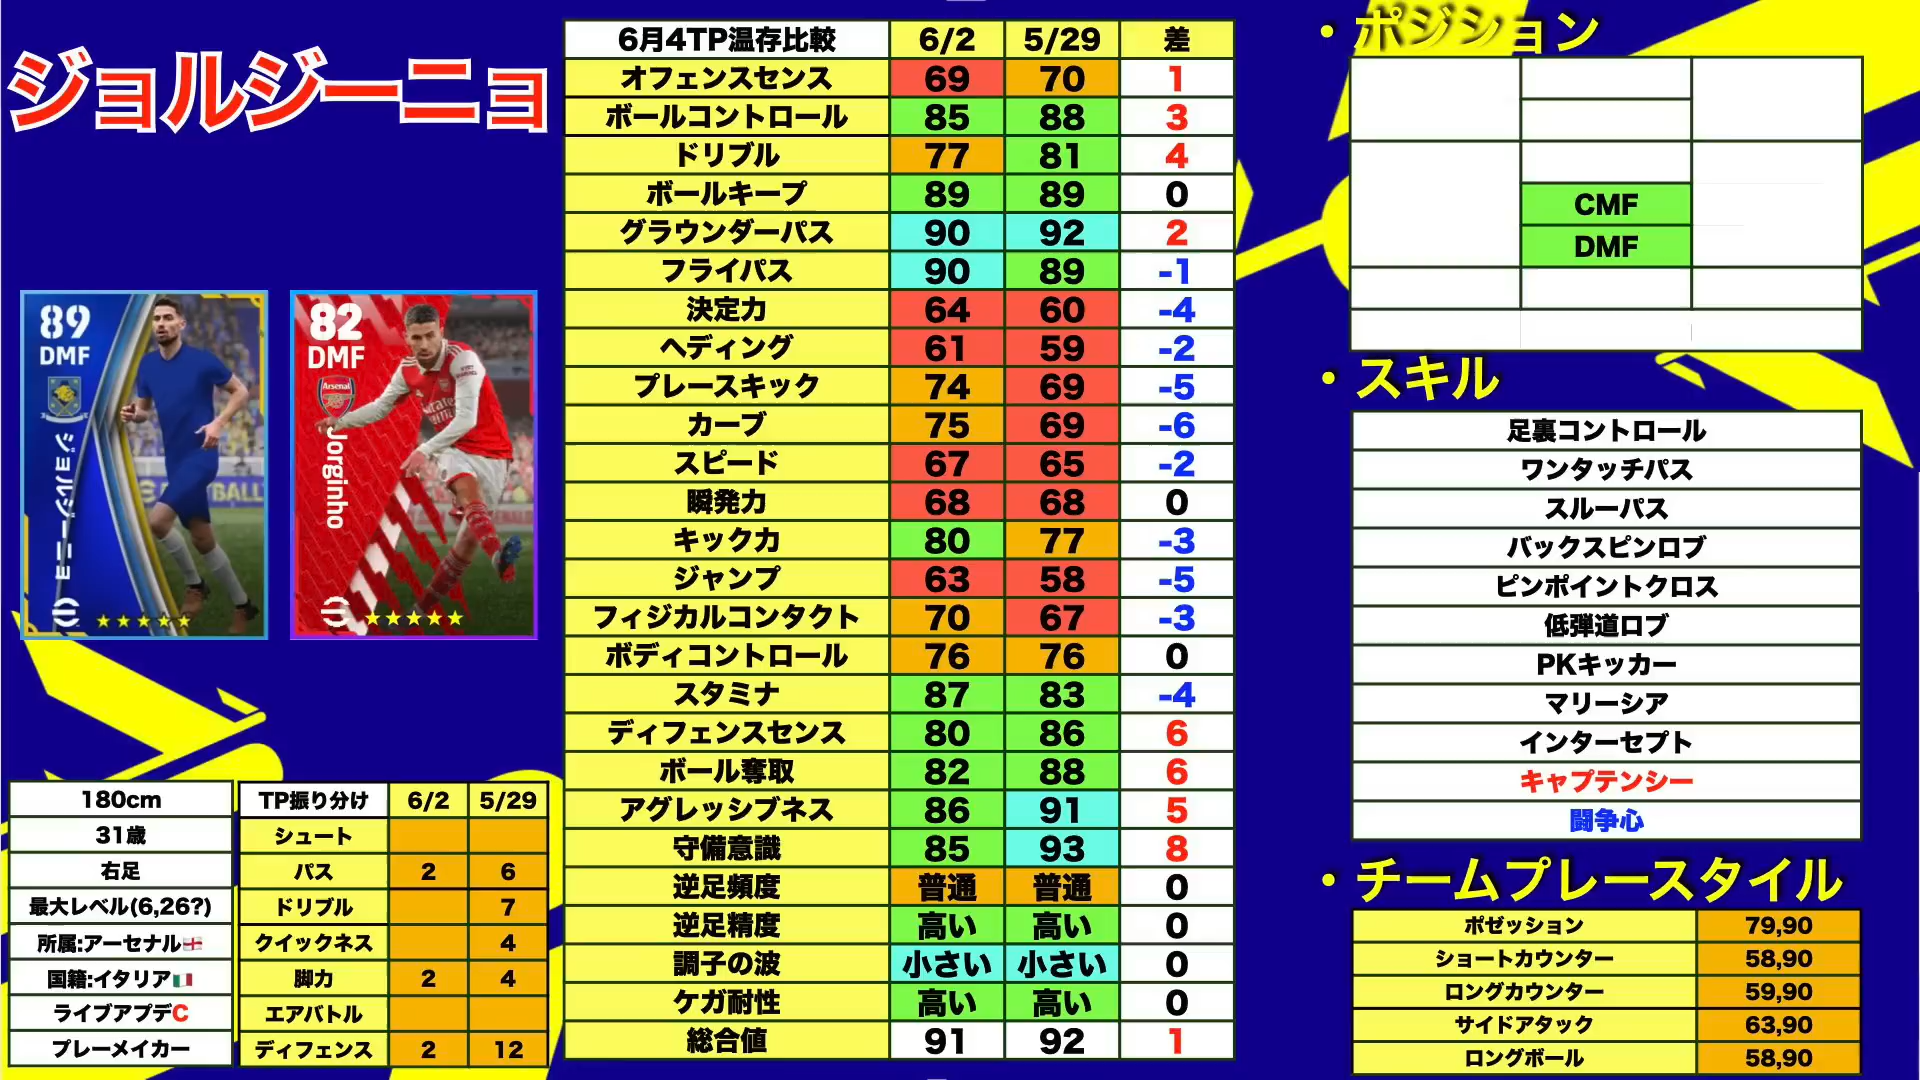 ジョルジーニョ
89
DMF
ジョルジーニョ
82
DMF
Arsenal
Jorginho
180cm
31歳
右足
最大レベル(6,26?)
所属:アーセナル
国籍:イタリア
ライブアプデC
プレーメイカー
TP振り分け 6/2 5/29
シュート
パス 2 6
ドリブル 7
クイックネス 4
脚力 2 4
エアバトル
ディフェンス 2 12
6月4TP温存比較 6/2 5/29 差
オフェンスセンス 69 70 1
ボールコントロール 85 88 3
ドリブル 77 81 4
ボールキープ 89 89 0
グラウンダーパス 90 92 2
フライパス 90 89 -1
決定力 64 60 -4
ヘディング 61 59 -2
プレースキック 74 69 -5
カーブ 75 69 -6
スピード 67 65 -2
瞬発力 68 68 0
キック力 80 77 -3
ジャンプ 63 58 -5
フィジカルコンタクト 70 67 -3
ボディコントロール 76 76 0
スタミナ 87 83 -4
ディフェンスセンス 80 86 6
ボール奪取 82 88 6
アグレッシブネス 86 91 5
守備意識 85 93 8
逆足頻度 普通 普通 0
逆足精度 高い 高い 0
調子の波 小さい 小さい 0
ケガ耐性 高い 高い 0
総合値 91 92 1
・ポジション
CMF
DMF
・スキル
足裏コントロール
ワンタッチパス
スルーパス
バックスピンロブ
ピンポイントクロス
低弾道ロブ
PKキッカー
マリーシア
インターセプト
キャプテンシー
闘争心
・チームプレースタイル
ポゼッション 79,90
ショートカウンター 58,90
ロングカウンター 59,90
サイドアタック 63,90
ロングボール 58,90